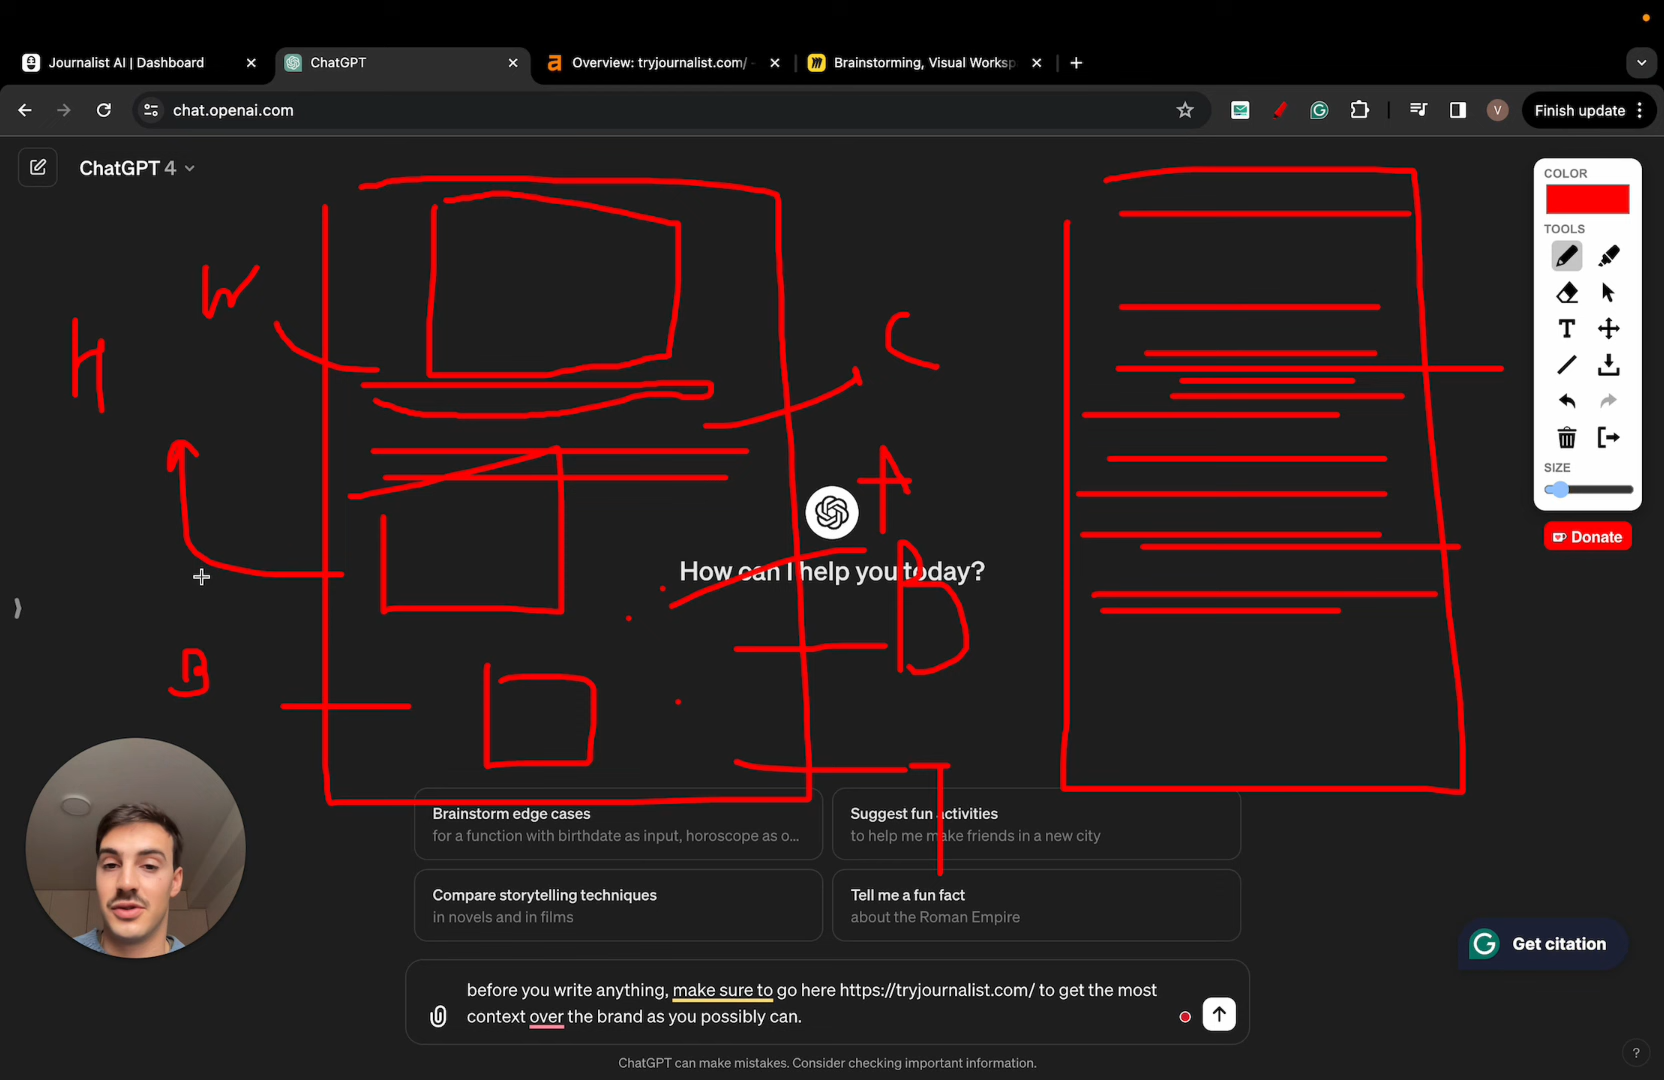 Journalist AI | Dashboard
ChatGPT
Overview: tryjournalist.com/ -
Brainstorming, Visual Worksp
chat.openai.com
V
Finish update
ChatGPT 4
COLOR
TOOLS
T
SIZE
Donate
W
H
C
A
B
B
T
How can I help you today?
Brainstorm edge cases
for a function with birthdate as input, horoscope as o...
Suggest fun activities
to help me make friends in a new city
Compare storytelling techniques
in novels and in films
Tell me a fun fact
about the Roman Empire
Get citation
before you write anything, make sure to go here https://tryjournalist.com/ to get the most
context over the brand as you possibly can.
ChatGPT can make mistakes. Consider checking important information.
?